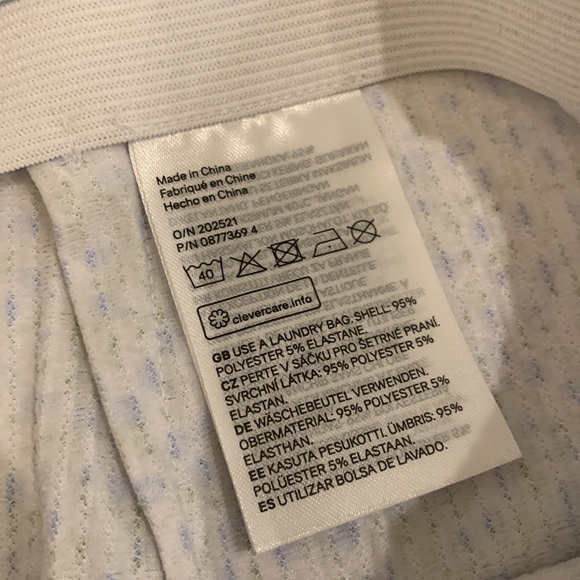 Made in China
Fabriqué en Chine
Hecho en China
O/N 202521
P/N 0877369 4
40
clevercare.info
GB USE A LAUNDRY BAG. SHELL: 95%
POLYESTER 5% ELASTANE.
CZ PERTE V SÁČKU PRO ŠETRNÉ PRANÍ.
SVRCHNÍ LÁTKA: 95% POLYESTER 5%
ELASTAN.
DE WÄSCHEBEUTEL VERWENDEN.
OBERMATERIAL: 95% POLYESTER 5%
ELASTHAN.
EE KASUTA PESUKOTTI. ÜMBRIS: 95%
POLÜESTER 5% ELASTAAN.
ES UTILIZAR BOLSA DE LAVADO.